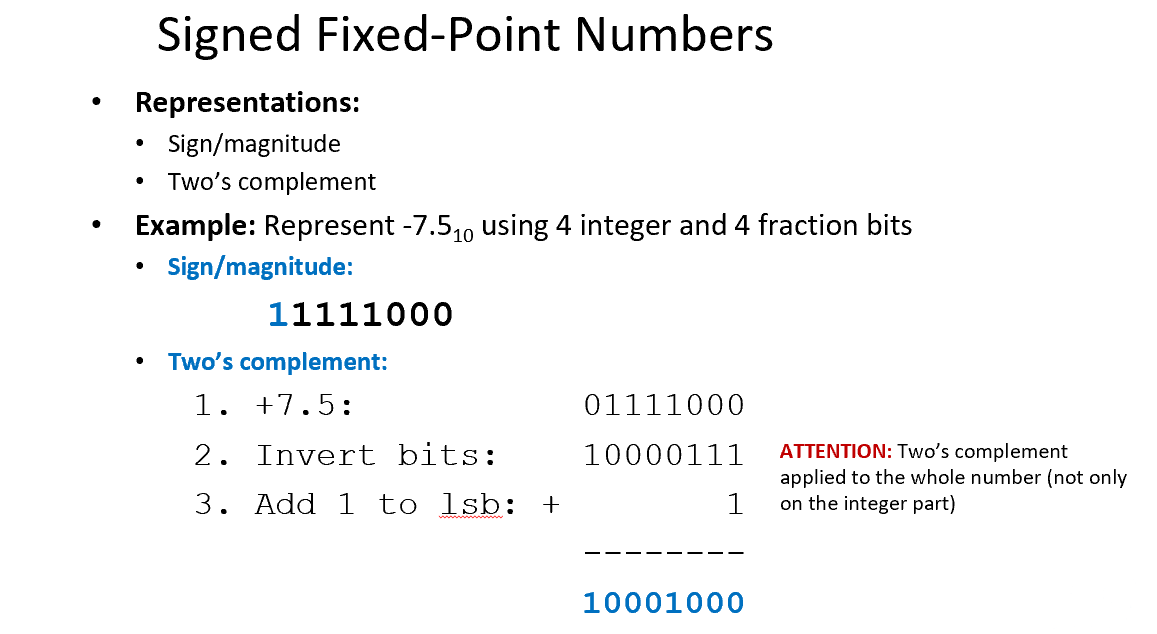 Signed Fixed-Point Numbers
• Representations:
• Sign/magnitude
• Two’s complement
• Example: Represent -7.5₁₀ using 4 integer and 4 fraction bits
• Sign/magnitude:
11111000
• Two’s complement:
1. +7.5: 01111000
2. Invert bits: 10000111
3. Add 1 to lsb: + 1
ATTENTION: Two’s complement
applied to the whole number (not only
on the integer part)
--------
10001000